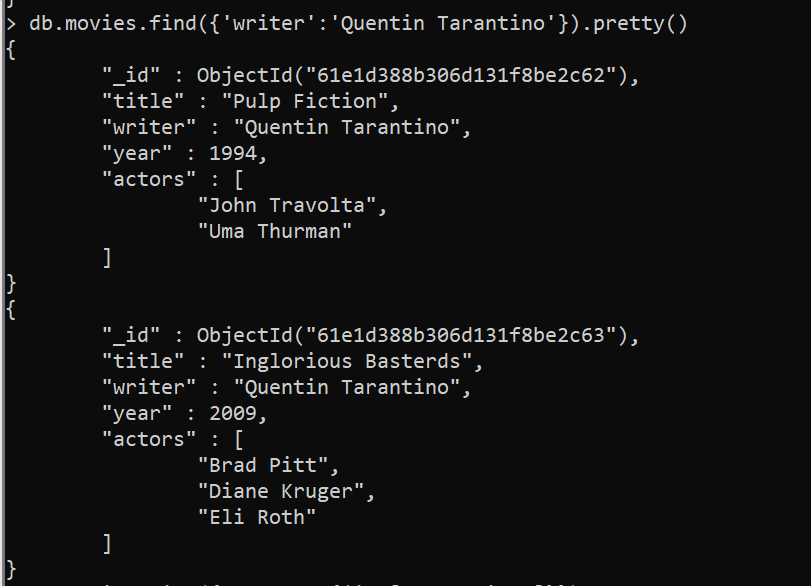 > db.movies.find({'writer':'Quentin Tarantino'}).pretty()
{
        "_id" : ObjectId("61e1d388b306d131f8be2c62"),
        "title" : "Pulp Fiction",
        "writer" : "Quentin Tarantino",
        "year" : 1994,
        "actors" : [
                "John Travolta",
                "Uma Thurman"
        ]
}
{
        "_id" : ObjectId("61e1d388b306d131f8be2c63"),
        "title" : "Inglorious Basterds",
        "writer" : "Quentin Tarantino",
        "year" : 2009,
        "actors" : [
                "Brad Pitt",
                "Diane Kruger",
                "Eli Roth"
        ]
}